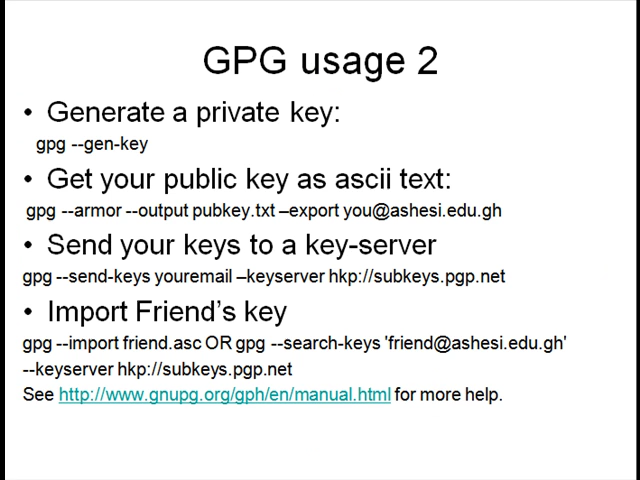 GPG usage 2
• Generate a private key:
gpg --gen-key
• Get your public key as ascii text:
gpg --armor --output pubkey.txt –export you@ashesi.edu.gh
• Send your keys to a key-server
gpg --send-keys youremail –keyserver hkp://subkeys.pgp.net
• Import Friend’s key
gpg --import friend.asc OR gpg --search-keys 'friend@ashesi.edu.gh'
--keyserver hkp://subkeys.pgp.net
See http://www.gnupg.org/gph/en/manual.html for more help.